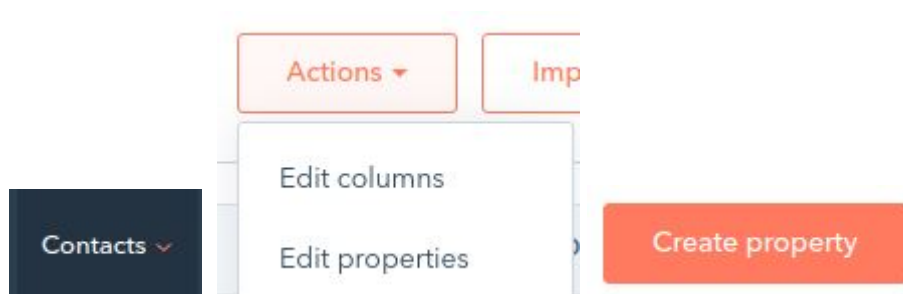 Actions
Imp
Edit columns
Contacts
Edit properties
Create property